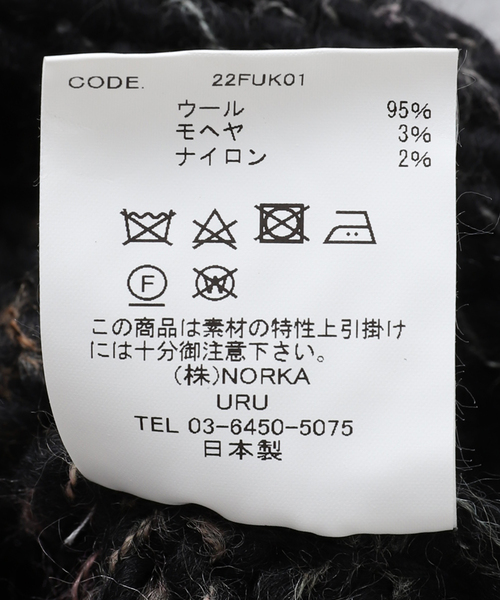 CODE. 22FUK01
ウール 95%
モヘヤ 3%
ナイロン 2%
F W
この商品は素材の特性上引掛け
には十分御注意下さい。
(株)NORKA
URU
TEL 03-6450-5075
日本製